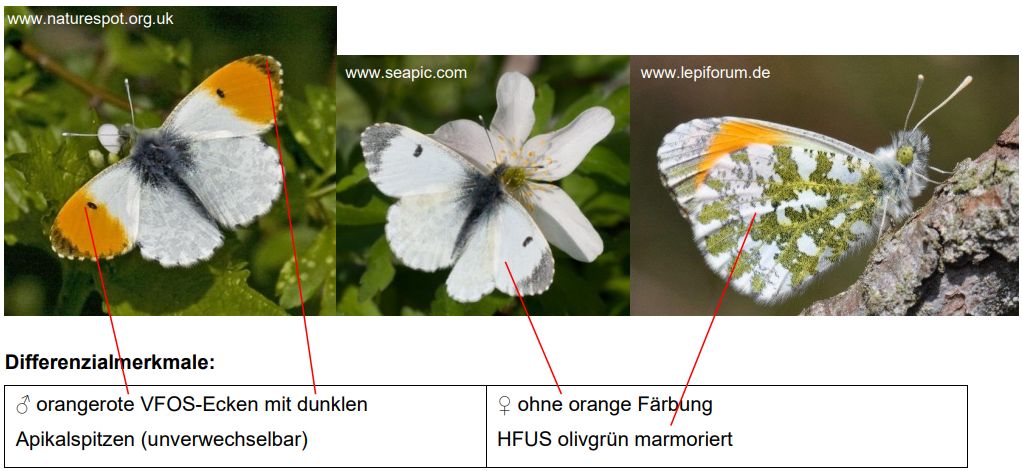 www.naturespot.org.uk
www.seapic.com
www.lepiforum.de
Differenzialmerkmale:
♂ orangerote VFOS-Ecken mit dunklen
Apikalspitzen (unverwechselbar)
♀ ohne orange Färbung
HFUS olivgrün marmoriert